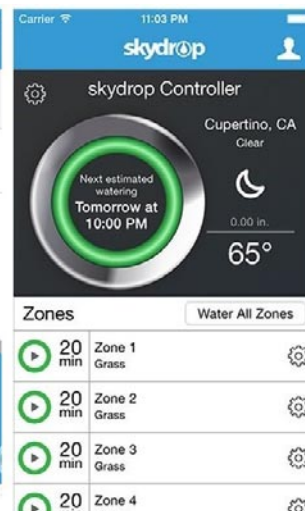 Carrier 11:03 PM
skydrop
skydrop Controller
Cupertino, CA
Clear
Next estimated
watering
Tomorrow at
10:00 PM
0.00 in.
65°
Zones Water All Zones
20 min Zone 1
Grass
20 min Zone 2
Grass
20 min Zone 3
Grass
20 Zone 4